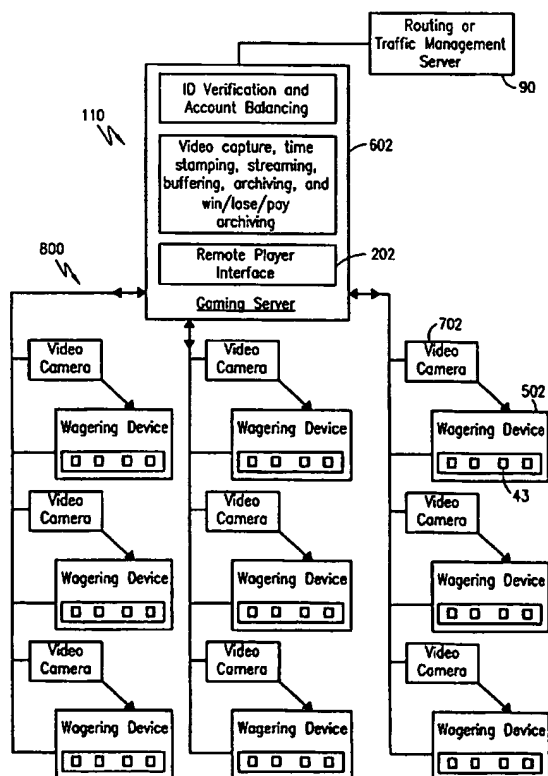 Routing or
Traffic Management
Server
90
ID Verification and
Account Balancing
110
Video capture, time
stamping, streaming,
buffering, archiving, and
win/lose/pay
archiving
602
800
Remote Player
Interface
202
Gaming Server
Video
Camera
Video
Camera
702
Video
Camera
502
Wagering Device
Wagering Device
Wagering Device
43
Video
Camera
Video
Camera
Video
Camera
Wagering Device
Wagering Device
Wagering Device
Video
Camera
Video
Camera
Video
Camera
Wagering Device
Wagering Device
Wagering Device